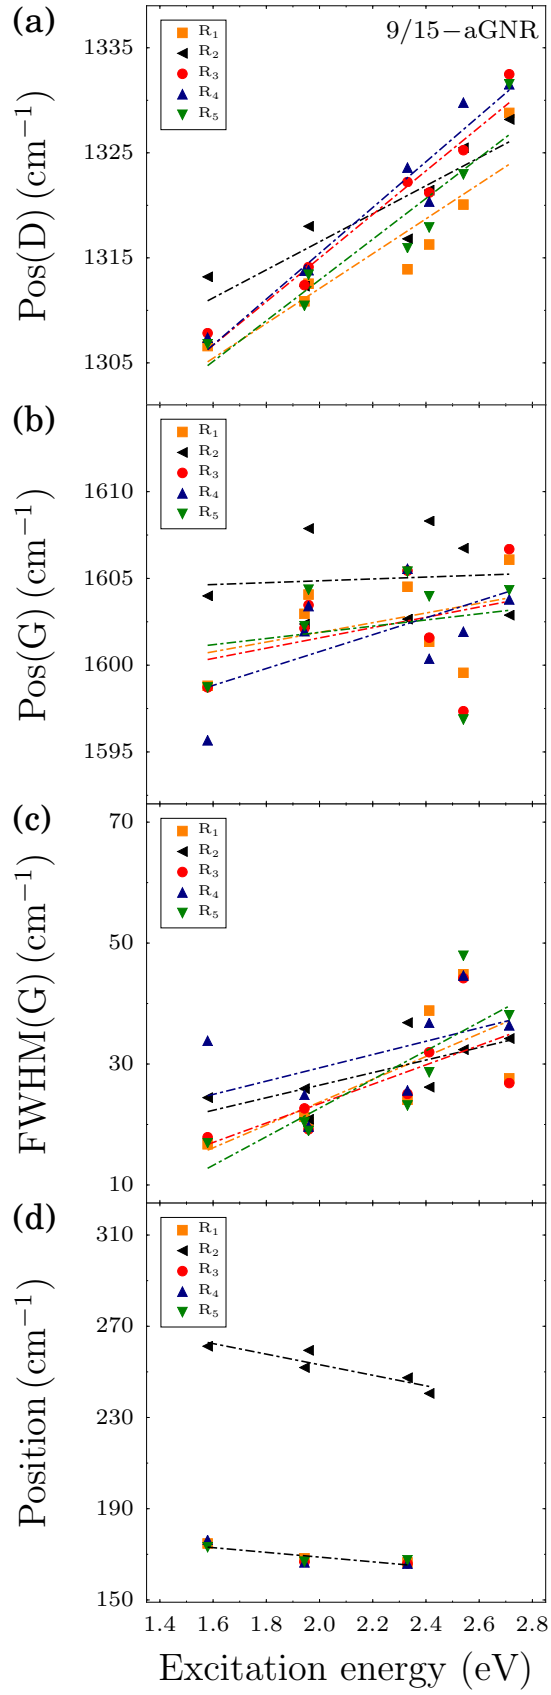 (a)
9/15−aGNR
R₁
R₂
R₃
R₄
R₅
1335
1325
1315
1305
Pos(D) (cm⁻¹)
(b)
R₁
R₂
R₃
R₄
R₅
1610
1605
1600
1595
Pos(G) (cm⁻¹)
(c)
R₁
R₂
R₃
R₄
R₅
70
50
30
10
FWHM(G) (cm⁻¹)
(d)
R₁
R₂
R₃
R₄
R₅
310
270
230
190
150
Position (cm⁻¹)
1.4 1.6 1.8 2.0 2.2 2.4 2.6 2.8
Excitation energy (eV)